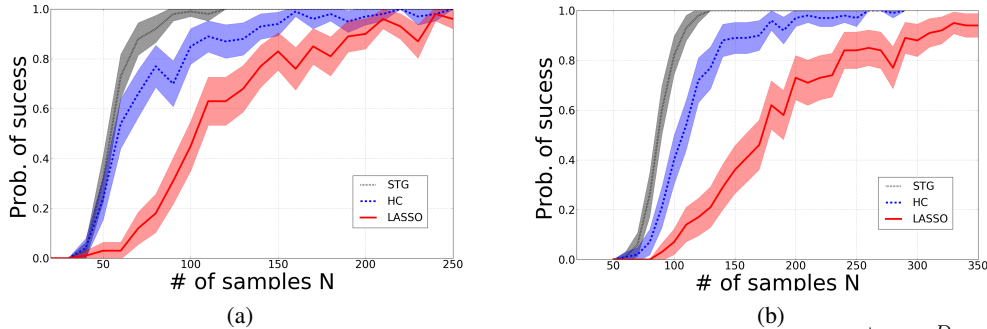 1.0
0.8
0.6
0.4
0.2
0.0
Prob. of sucess
STG
HC
LASSO
50 100 150 200 250
# of samples N
(a)
1.0
0.8
0.6
0.4
0.2
0.0
Prob. of sucess
STG
HC
LASSO
50 100 150 200 250 300 350
# of samples N
(b)